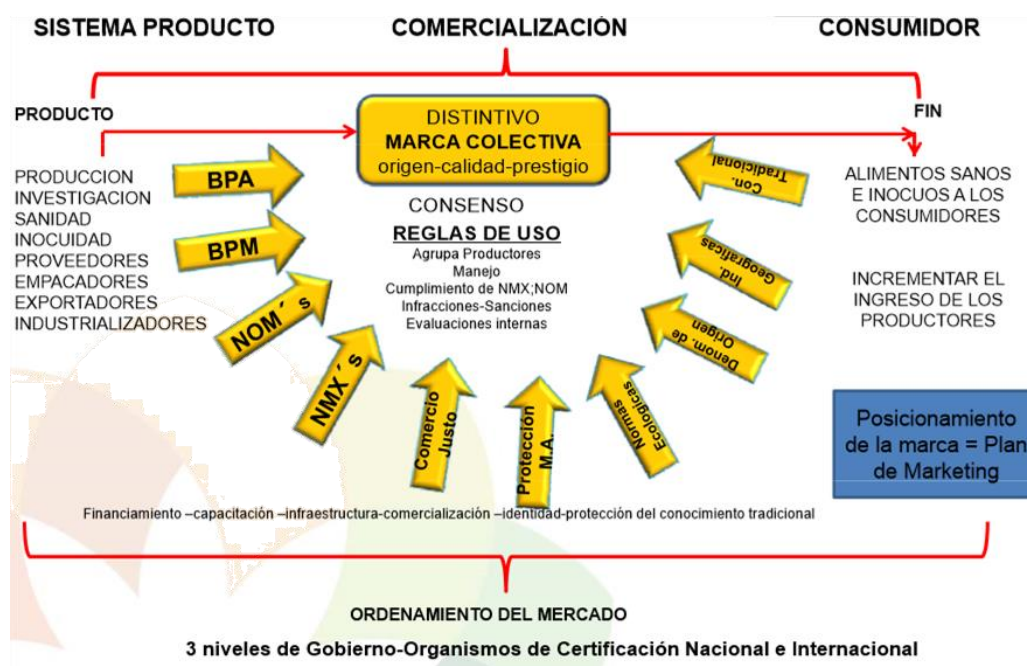 SISTEMA PRODUCTO
COMERCIALIZACIÓN
CONSUMIDOR
PRODUCTO
FIN
DISTINTIVO
MARCA COLECTIVA
origen-calidad-prestigio
PRODUCCION
INVESTIGACION
SANIDAD
INOCUIDAD
PROVEEDORES
EMPACADORES
EXPORTADORES
INDUSTRIALIZADORES
BPA
BPM
NOM´s
NMX´s
Comercio
Justo
Protección
M.A.
Normas
Ecologicas
Denom. de
Origen
Ind.
Geograficas
Con.
Tradicional
CONSENSO
REGLAS DE USO
Agrupa Productores
Manejo
Cumplimiento de NMX;NOM
Infracciones-Sanciones
Evaluaciones internas
ALIMENTOS SANOS
E INOCUOS A LOS
CONSUMIDORES
INCREMENTAR EL
INGRESO DE LOS
PRODUCTORES
Posicionamiento
de la marca = Plan
de Marketing
Financiamiento –capacitación –infraestructura-comercialización –identidad-protección del conocimiento tradicional
ORDENAMIENTO DEL MERCADO
3 niveles de Gobierno-Organismos de Certificación Nacional e Internacional